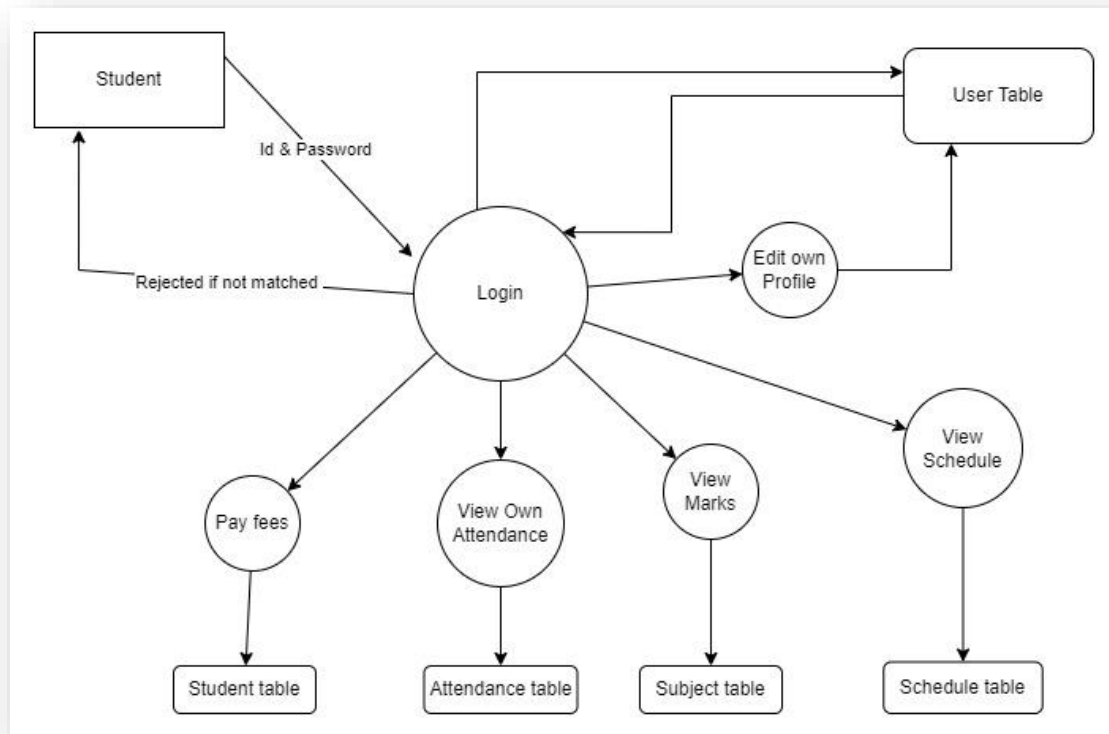 Student
User Table
Id & Password
Edit own
Profile
Rejected if not matched
Login
View
Schedule
View
Marks
Pay fees
View Own
Attendance
Student table
Attendance table
Subject table
Schedule table